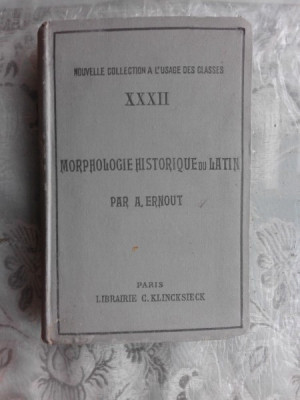 NOUVELLE COLLECTION A L'USAGE DES CLASSES
XXXII
MORPHOLOGIE HISTORIQUE DU LATIN
PAR A. ERNOUT
PARIS
LIBRAIRIE C. KLINCKSIECK